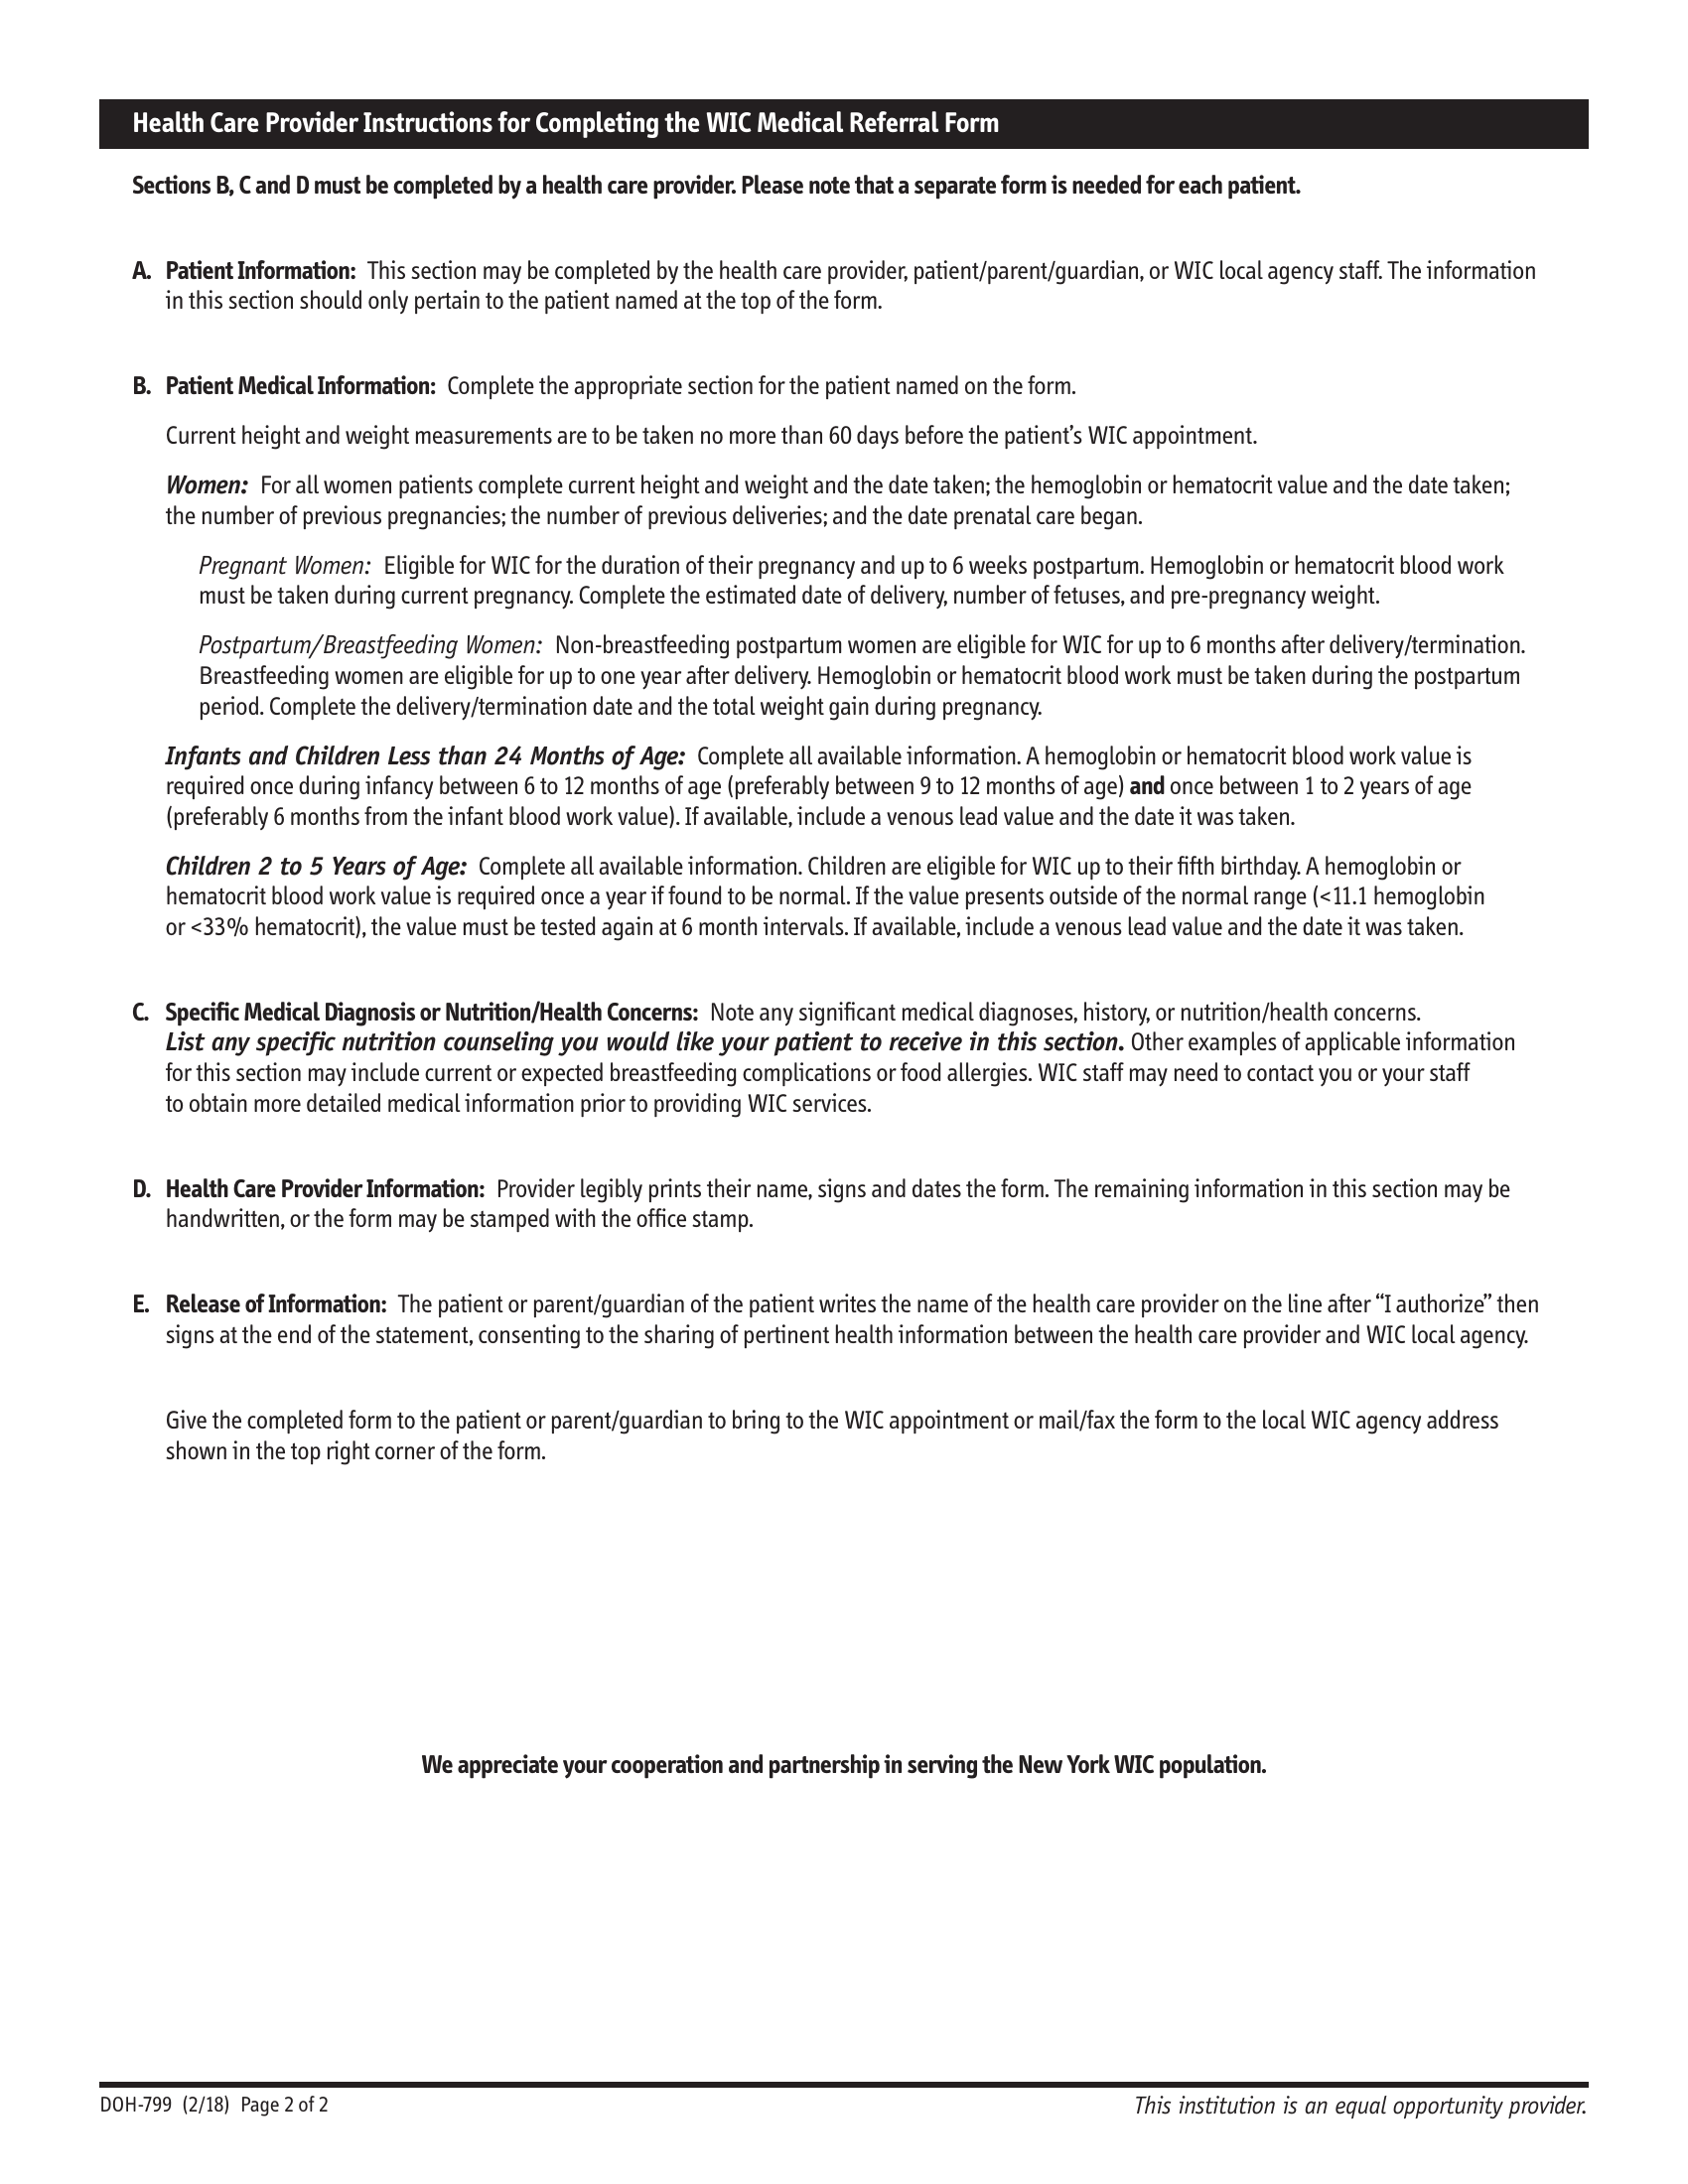 Health Care Provider Instructions for Completing the WIC Medical Referral Form
Sections B, C and D must be completed by a health care provider. Please note that a separate form is needed for each patient.
A. Patient Information: This section may be completed by the health care provider, patient/parent/guardian, or WIC local agency staff. The information
in this section should only pertain to the patient named at the top of the form.
B. Patient Medical Information: Complete the appropriate section for the patient named on the form.
Current height and weight measurements are to be taken no more than 60 days before the patient’s WIC appointment.
Women: For all women patients complete current height and weight and the date taken; the hemoglobin or hematocrit value and the date taken;
the number of previous pregnancies; the number of previous deliveries; and the date prenatal care began.
Pregnant Women: Eligible for WIC for the duration of their pregnancy and up to 6 weeks postpartum. Hemoglobin or hematocrit blood work
must be taken during current pregnancy. Complete the estimated date of delivery, number of fetuses, and pre-pregnancy weight.
Postpartum/Breastfeeding Women: Non-breastfeeding postpartum women are eligible for WIC for up to 6 months after delivery/termination.
Breastfeeding women are eligible for up to one year after delivery. Hemoglobin or hematocrit blood work must be taken during the postpartum
period. Complete the delivery/termination date and the total weight gain during pregnancy.
Infants and Children Less than 24 Months of Age: Complete all available information. A hemoglobin or hematocrit blood work value is
required once during infancy between 6 to 12 months of age (preferably between 9 to 12 months of age) and once between 1 to 2 years of age
(preferably 6 months from the infant blood work value). If available, include a venous lead value and the date it was taken.
Children 2 to 5 Years of Age: Complete all available information. Children are eligible for WIC up to their fifth birthday. A hemoglobin or
hematocrit blood work value is required once a year if found to be normal. If the value presents outside of the normal range (<11.1 hemoglobin
or <33% hematocrit), the value must be tested again at 6 month intervals. If available, include a venous lead value and the date it was taken.
C. Specific Medical Diagnosis or Nutrition/Health Concerns: Note any significant medical diagnoses, history, or nutrition/health concerns.
List any specific nutrition counseling you would like your patient to receive in this section. Other examples of applicable information
for this section may include current or expected breastfeeding complications or food allergies. WIC staff may need to contact you or your staff
to obtain more detailed medical information prior to providing WIC services.
D. Health Care Provider Information: Provider legibly prints their name, signs and dates the form. The remaining information in this section may be
handwritten, or the form may be stamped with the office stamp.
E. Release of Information: The patient or parent/guardian of the patient writes the name of the health care provider on the line after “I authorize” then
signs at the end of the statement, consenting to the sharing of pertinent health information between the health care provider and WIC local agency.
Give the completed form to the patient or parent/guardian to bring to the WIC appointment or mail/fax the form to the local WIC agency address
shown in the top right corner of the form.
We appreciate your cooperation and partnership in serving the New York WIC population.
DOH-799 (2/18) Page 2 of 2
This institution is an equal opportunity provider.